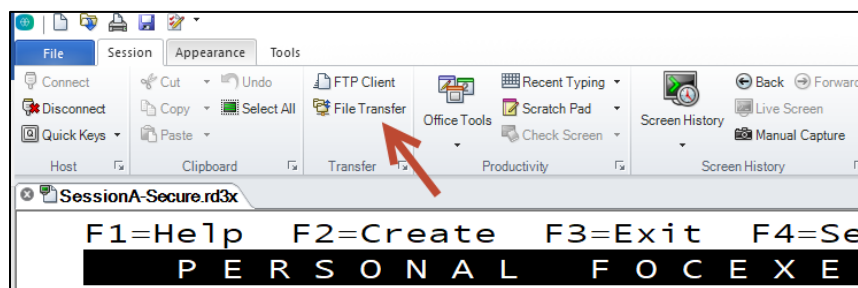 File Session Appearance Tools
Connect Cut Undo FTP Client Recent Typing Back Forward
Disconnect Copy Select All File Transfer Office Tools Scratch Pad Screen History Live Screen
Quick Keys Paste Check Screen Manual Capture
Host Clipboard Transfer Productivity Screen History
SessionA-Secure.rd3x
F1=Help F2=Create F3=Exit F4=Se
P E R S O N A L F O C E X E